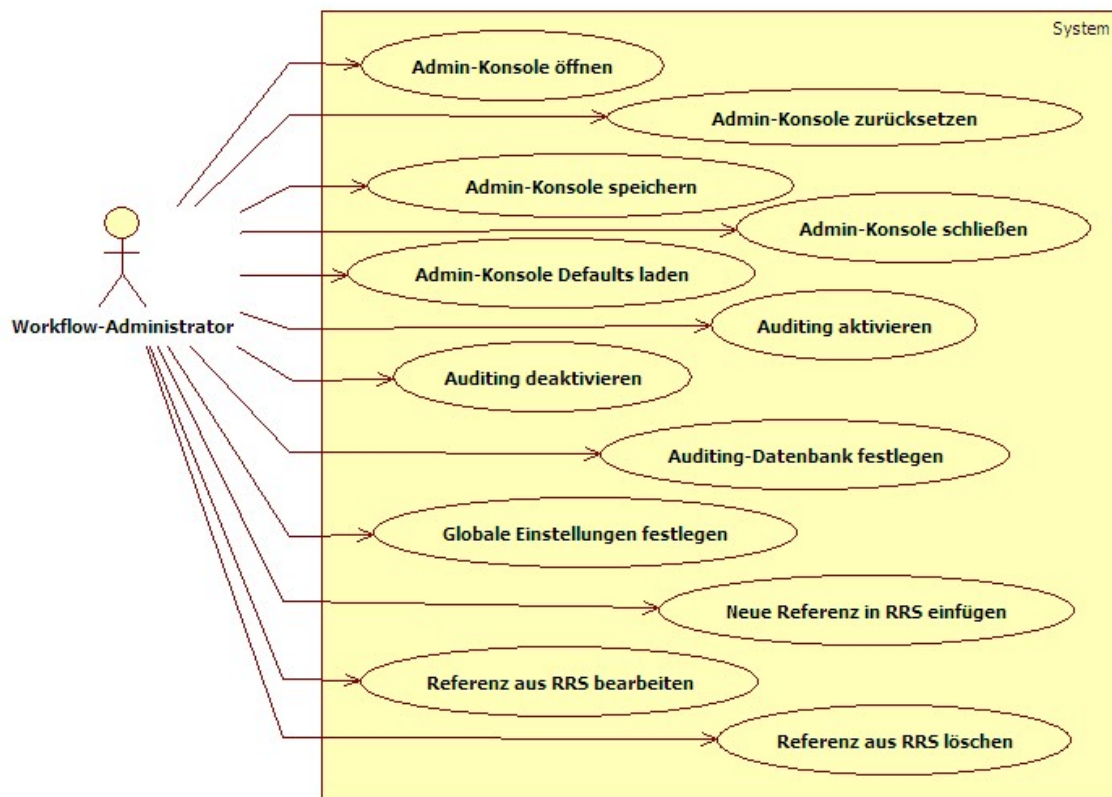 System
Admin-Konsole öffnen
Admin-Konsole zurücksetzen
Admin-Konsole speichern
Admin-Konsole schließen
Admin-Konsole Defaults laden
Workflow-Administrator
Auditing aktivieren
Auditing deaktivieren
Auditing-Datenbank festlegen
Globale Einstellungen festlegen
Neue Referenz in RRS einfügen
Referenz aus RRS bearbeiten
Referenz aus RRS löschen